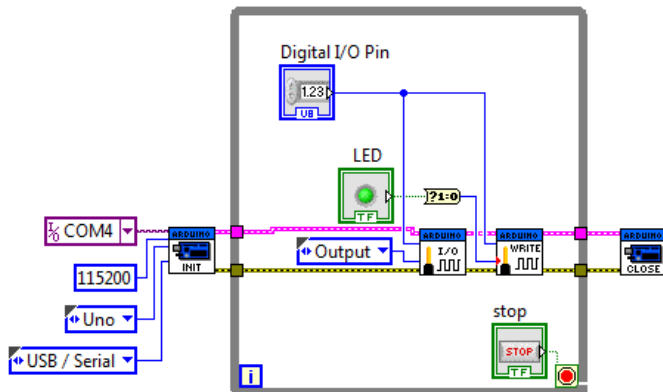 Digital I/O Pin
1.23
U8
LED
TF
?1:0
I/O
COM4
115200
Uno
USB / Serial
ARDUINO
INIT
Output
ARDUINO
I/O
ARDUINO
WRITE
ARDUINO
CLOSE
stop
STOP
TF
i